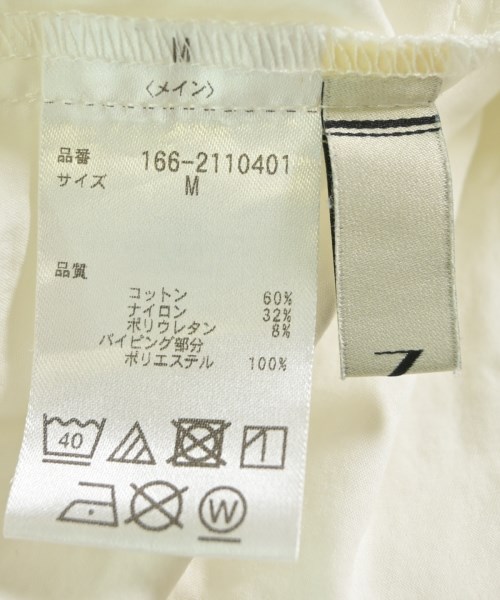 M
〈メイン〉
品番 166-2110401
サイズ M
品質
コットン 60%
ナイロン 32%
ポリウレタン 8%
パイピング部分
ポリエステル 100%
40
W